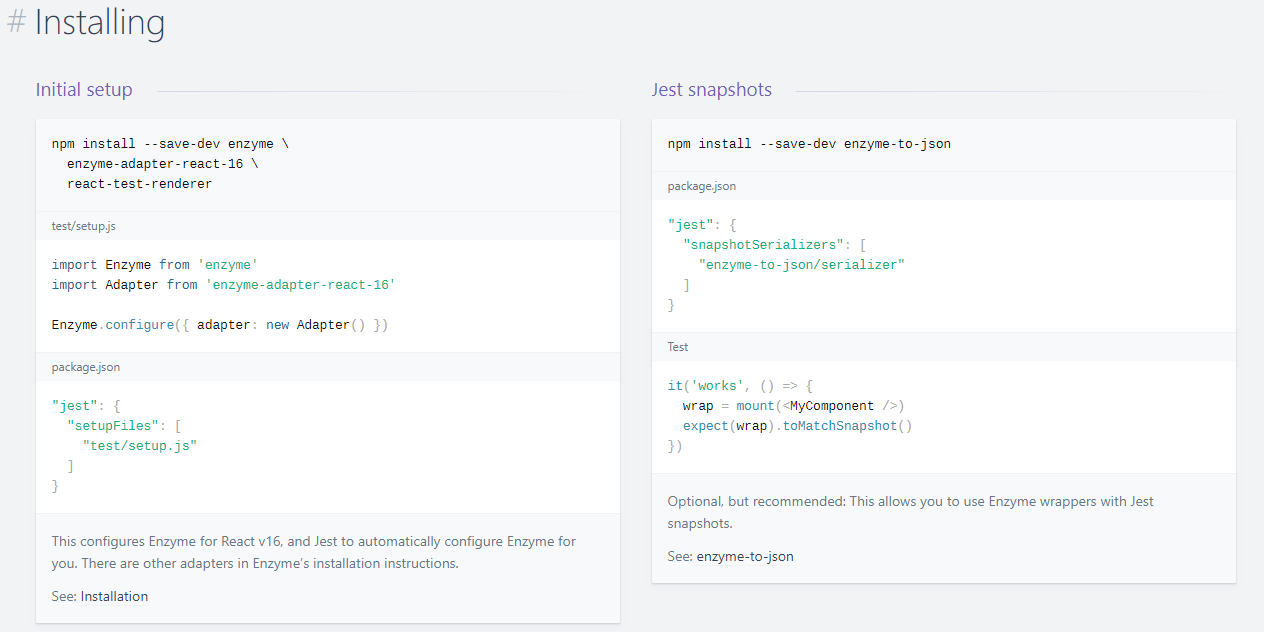 # Installing
Initial setup
npm install --save-dev enzyme \
  enzyme-adapter-react-16 \
  react-test-renderer
test/setup.js
import Enzyme from 'enzyme'
import Adapter from 'enzyme-adapter-react-16'
Enzyme.configure({ adapter: new Adapter() })
package.json
"jest": {
  "setupFiles": [
    "test/setup.js"
  ]
}
This configures Enzyme for React v16, and Jest to automatically configure Enzyme for
you. There are other adapters in Enzyme’s installation instructions.
See: Installation
Jest snapshots
npm install --save-dev enzyme-to-json
package.json
"jest": {
  "snapshotSerializers": [
    "enzyme-to-json/serializer"
  ]
}
Test
it('works', () => {
  wrap = mount(<MyComponent />)
  expect(wrap).toMatchSnapshot()
})
Optional, but recommended: This allows you to use Enzyme wrappers with Jest
snapshots.
See: enzyme-to-json